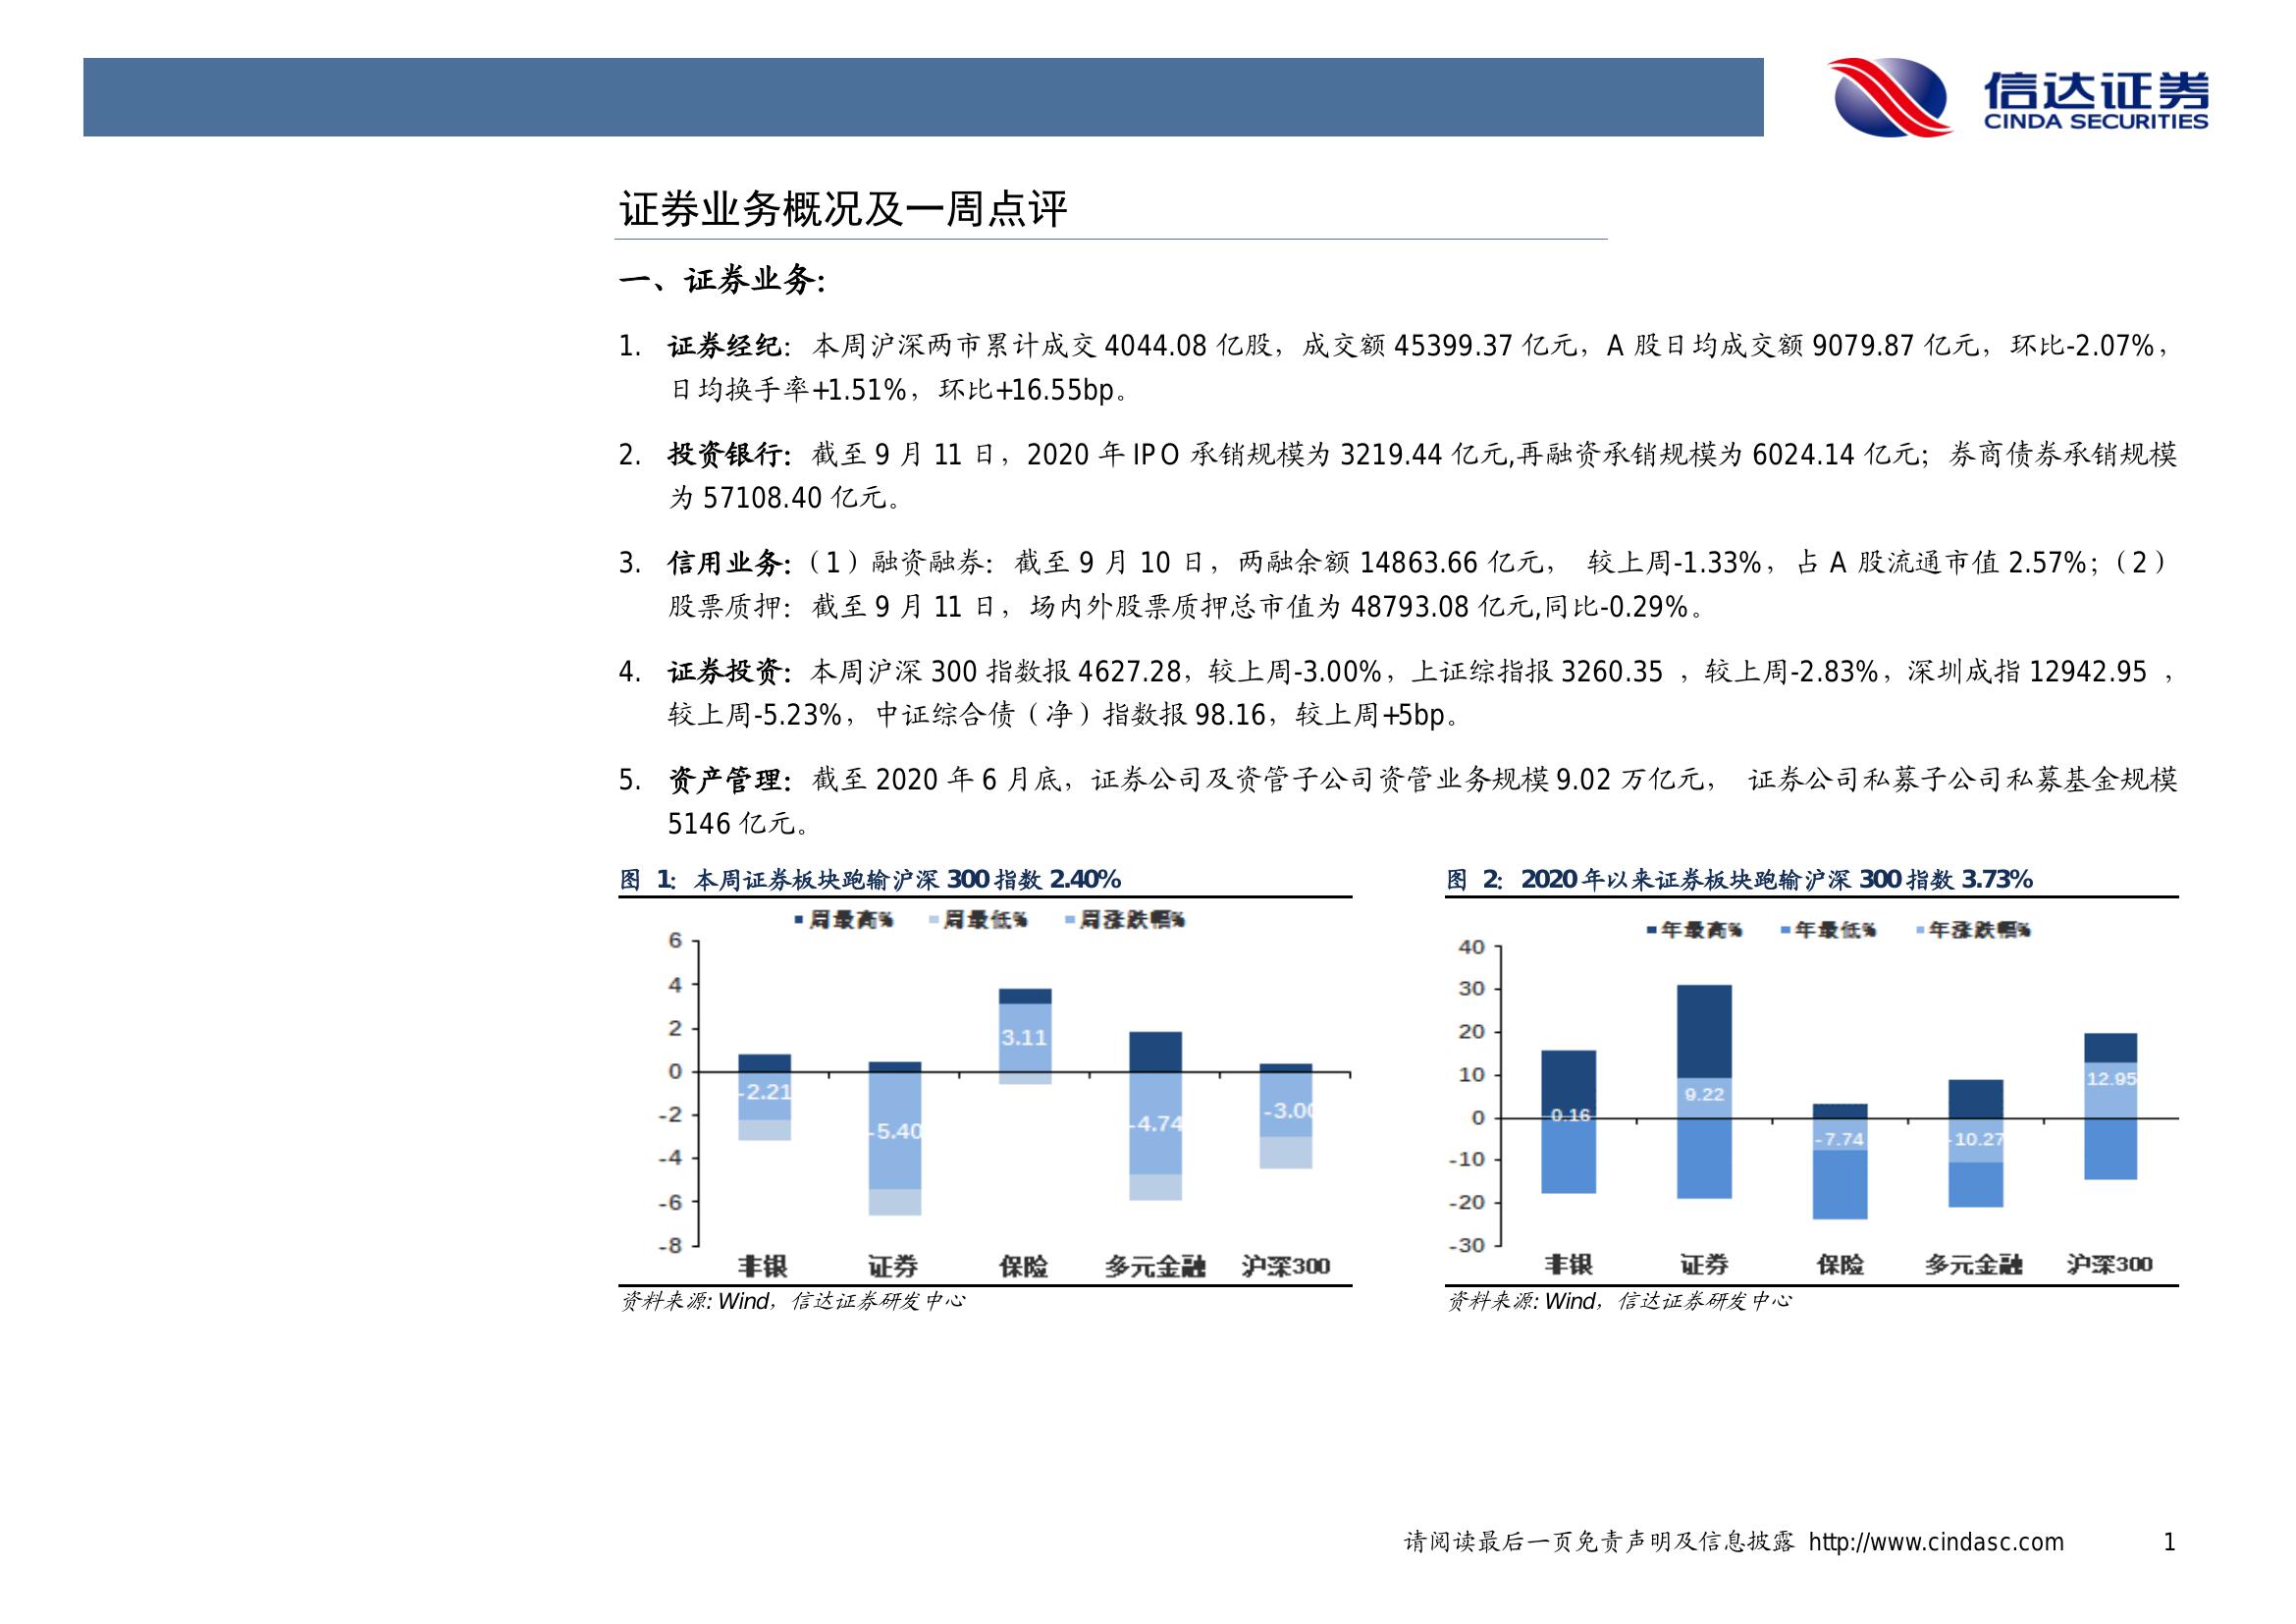 信达证券
CINDA SECURITIES
证券业务概况及一周点评
一、证券业务:
1. 证券经纪：本周沪深两市累计成交 4044.08 亿股，成交额 45399.37 亿元，A 股日均成交额 9079.87 亿元，环比-2.07%，
日均换手率+1.51%，环比+16.55bp。
2. 投资银行：截至 9 月 11 日，2020 年 IPO 承销规模为 3219.44 亿元,再融资承销规模为 6024.14 亿元；券商债券承销规模
为 57108.40 亿元。
3. 信用业务:（1）融资融券：截至 9 月 10 日，两融余额 14863.66 亿元， 较上周-1.33%，占 A 股流通市值 2.57%;（2）
股票质押：截至 9 月 11 日，场内外股票质押总市值为 48793.08 亿元,同比-0.29%。
4. 证券投资：本周沪深 300 指数报 4627.28，较上周-3.00%，上证综指报 3260.35 ，较上周-2.83%，深圳成指 12942.95 ，
较上周-5.23%，中证综合债（净）指数报 98.16，较上周+5bp。
5. 资产管理：截至 2020 年 6 月底，证券公司及资管子公司资管业务规模 9.02 万亿元， 证券公司私募子公司私募基金规模
5146 亿元。
图 1：本周证券板块跑输沪深 300 指数 2.40%
周最高% 周最低% 周涨跌幅%
6
4
2
0
-2
-4
-6
-8
-2.21
-5.40
3.11
-4.74
-3.00
非银 证券 保险 多元金融 沪深300
资料来源: Wind，信达证券研发中心
图 2：2020 年以来证券板块跑输沪深 300 指数 3.73%
年最高% 年最低% 年涨跌幅%
40
30
20
10
0
-10
-20
-30
0.16
9.22
-7.74
-10.27
12.95
非银 证券 保险 多元金融 沪深300
资料来源: Wind，信达证券研发中心
请阅读最后一页免责声明及信息披露 http://www.cindasc.com 1